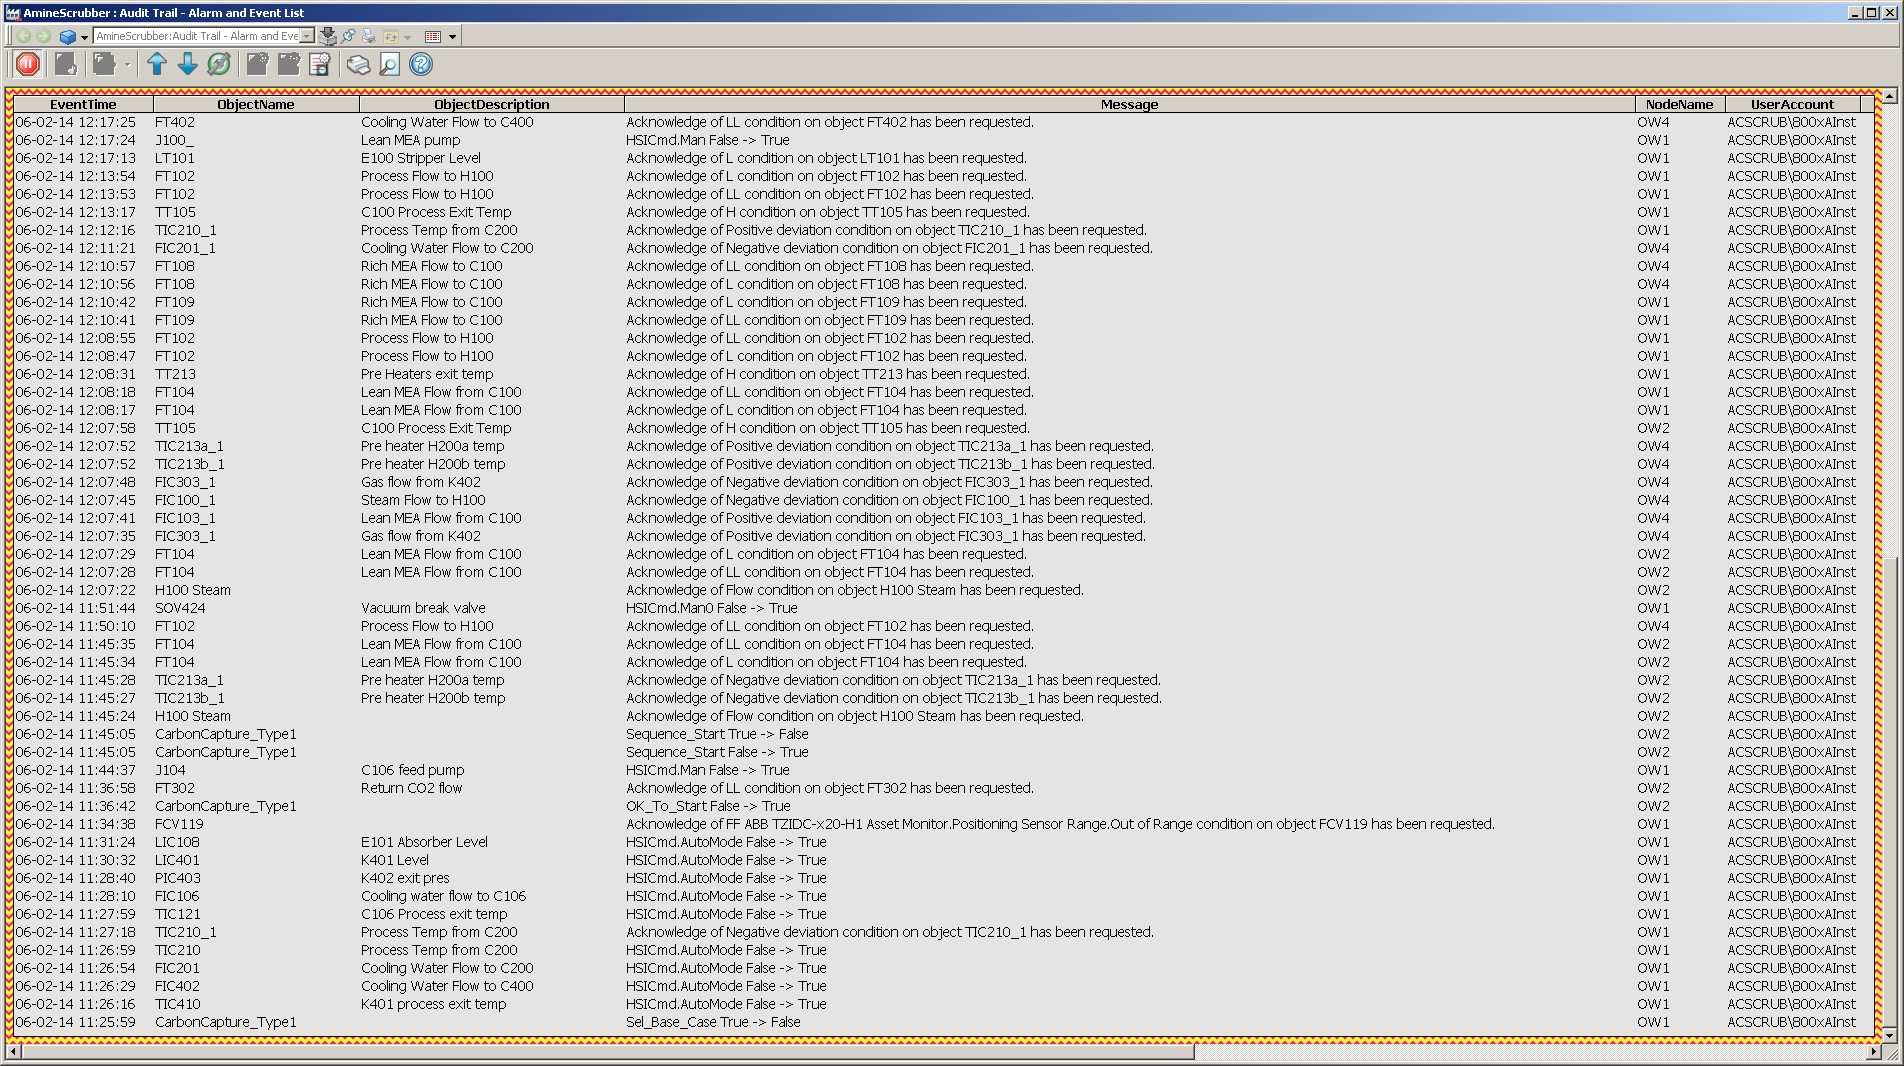 AmineScrubber : Audit Trail - Alarm and Event List
AmineScrubber:Audit Trail - Alarm and Eve
EventTime ObjectName ObjectDescription Message NodeName UserAccount
06-02-14 12:17:25 FT402 Cooling Water Flow to C400 Acknowledge of LL condition on object FT402 has been requested. OW4 ACSCRUB\800xAInst
06-02-14 12:17:24 J100_ Lean MEA pump HSICmd.Man False -> True OW1 ACSCRUB\800xAInst
06-02-14 12:17:13 LT101 E100 Stripper Level Acknowledge of L condition on object LT101 has been requested. OW1 ACSCRUB\800xAInst
06-02-14 12:13:54 FT102 Process Flow to H100 Acknowledge of L condition on object FT102 has been requested. OW1 ACSCRUB\800xAInst
06-02-14 12:13:53 FT102 Process Flow to H100 Acknowledge of LL condition on object FT102 has been requested. OW1 ACSCRUB\800xAInst
06-02-14 12:13:17 TT105 C100 Process Exit Temp Acknowledge of H condition on object TT105 has been requested. OW1 ACSCRUB\800xAInst
06-02-14 12:12:16 TIC210_1 Process Temp from C200 Acknowledge of Positive deviation condition on object TIC210_1 has been requested. OW1 ACSCRUB\800xAInst
06-02-14 12:11:21 FIC201_1 Cooling Water Flow to C200 Acknowledge of Negative deviation condition on object FIC201_1 has been requested. OW4 ACSCRUB\800xAInst
06-02-14 12:10:57 FT108 Rich MEA Flow to C100 Acknowledge of LL condition on object FT108 has been requested. OW4 ACSCRUB\800xAInst
06-02-14 12:10:56 FT108 Rich MEA Flow to C100 Acknowledge of L condition on object FT108 has been requested. OW4 ACSCRUB\800xAInst
06-02-14 12:10:42 FT109 Rich MEA Flow to C100 Acknowledge of L condition on object FT109 has been requested. OW1 ACSCRUB\800xAInst
06-02-14 12:10:41 FT109 Rich MEA Flow to C100 Acknowledge of LL condition on object FT109 has been requested. OW1 ACSCRUB\800xAInst
06-02-14 12:08:55 FT102 Process Flow to H100 Acknowledge of LL condition on object FT102 has been requested. OW1 ACSCRUB\800xAInst
06-02-14 12:08:47 FT102 Process Flow to H100 Acknowledge of L condition on object FT102 has been requested. OW1 ACSCRUB\800xAInst
06-02-14 12:08:31 TT213 Pre Heaters exit temp Acknowledge of H condition on object TT213 has been requested. OW1 ACSCRUB\800xAInst
06-02-14 12:08:18 FT104 Lean MEA Flow from C100 Acknowledge of LL condition on object FT104 has been requested. OW1 ACSCRUB\800xAInst
06-02-14 12:08:17 FT104 Lean MEA Flow from C100 Acknowledge of L condition on object FT104 has been requested. OW1 ACSCRUB\800xAInst
06-02-14 12:07:58 TT105 C100 Process Exit Temp Acknowledge of H condition on object TT105 has been requested. OW2 ACSCRUB\800xAInst
06-02-14 12:07:52 TIC213a_1 Pre heater H200a temp Acknowledge of Positive deviation condition on object TIC213a_1 has been requested. OW4 ACSCRUB\800xAInst
06-02-14 12:07:52 TIC213b_1 Pre heater H200b temp Acknowledge of Positive deviation condition on object TIC213b_1 has been requested. OW4 ACSCRUB\800xAInst
06-02-14 12:07:48 FIC303_1 Gas flow from K402 Acknowledge of Negative deviation condition on object FIC303_1 has been requested. OW4 ACSCRUB\800xAInst
06-02-14 12:07:45 FIC100_1 Steam Flow to H100 Acknowledge of Negative deviation condition on object FIC100_1 has been requested. OW4 ACSCRUB\800xAInst
06-02-14 12:07:41 FIC103_1 Lean MEA Flow from C100 Acknowledge of Positive deviation condition on object FIC103_1 has been requested. OW4 ACSCRUB\800xAInst
06-02-14 12:07:35 FIC303_1 Gas flow from K402 Acknowledge of Positive deviation condition on object FIC303_1 has been requested. OW4 ACSCRUB\800xAInst
06-02-14 12:07:29 FT104 Lean MEA Flow from C100 Acknowledge of L condition on object FT104 has been requested. OW2 ACSCRUB\800xAInst
06-02-14 12:07:28 FT104 Lean MEA Flow from C100 Acknowledge of LL condition on object FT104 has been requested. OW2 ACSCRUB\800xAInst
06-02-14 12:07:22 H100 Steam Acknowledge of Flow condition on object H100 Steam has been requested. OW2 ACSCRUB\800xAInst
06-02-14 11:51:44 SOV424 Vacuum break valve HSICmd.Man0 False -> True OW1 ACSCRUB\800xAInst
06-02-14 11:50:10 FT102 Process Flow to H100 Acknowledge of LL condition on object FT102 has been requested. OW4 ACSCRUB\800xAInst
06-02-14 11:45:35 FT104 Lean MEA Flow from C100 Acknowledge of LL condition on object FT104 has been requested. OW2 ACSCRUB\800xAInst
06-02-14 11:45:34 FT104 Lean MEA Flow from C100 Acknowledge of L condition on object FT104 has been requested. OW2 ACSCRUB\800xAInst
06-02-14 11:45:28 TIC213a_1 Pre heater H200a temp Acknowledge of Negative deviation condition on object TIC213a_1 has been requested. OW2 ACSCRUB\800xAInst
06-02-14 11:45:27 TIC213b_1 Pre heater H200b temp Acknowledge of Negative deviation condition on object TIC213b_1 has been requested. OW2 ACSCRUB\800xAInst
06-02-14 11:45:24 H100 Steam Acknowledge of Flow condition on object H100 Steam has been requested. OW2 ACSCRUB\800xAInst
06-02-14 11:45:05 CarbonCapture_Type1 Sequence_Start True -> False OW2 ACSCRUB\800xAInst
06-02-14 11:45:05 CarbonCapture_Type1 Sequence_Start False -> True OW2 ACSCRUB\800xAInst
06-02-14 11:44:37 J104 C106 feed pump HSICmd.Man False -> True OW1 ACSCRUB\800xAInst
06-02-14 11:36:58 FT302 Return CO2 flow Acknowledge of LL condition on object FT302 has been requested. OW2 ACSCRUB\800xAInst
06-02-14 11:36:42 CarbonCapture_Type1 OK_To_Start False -> True OW2 ACSCRUB\800xAInst
06-02-14 11:34:38 FCV119 Acknowledge of FF ABB TZIDC-x20-H1 Asset Monitor.Positioning Sensor Range.Out of Range condition on object FCV119 has been requested. OW1 ACSCRUB\800xAInst
06-02-14 11:31:24 LIC108 E101 Absorber Level HSICmd.AutoMode False -> True OW1 ACSCRUB\800xAInst
06-02-14 11:30:32 LIC401 K401 Level HSICmd.AutoMode False -> True OW1 ACSCRUB\800xAInst
06-02-14 11:28:40 PIC403 K402 exit pres HSICmd.AutoMode False -> True OW1 ACSCRUB\800xAInst
06-02-14 11:28:10 FIC106 Cooling water flow to C106 HSICmd.AutoMode False -> True OW1 ACSCRUB\800xAInst
06-02-14 11:27:59 TIC121 C106 Process exit temp HSICmd.AutoMode False -> True OW1 ACSCRUB\800xAInst
06-02-14 11:27:18 TIC210_1 Process Temp from C200 Acknowledge of Negative deviation condition on object TIC210_1 has been requested. OW1 ACSCRUB\800xAInst
06-02-14 11:26:59 TIC210 Process Temp from C200 HSICmd.AutoMode False -> True OW1 ACSCRUB\800xAInst
06-02-14 11:26:54 FIC201 Cooling Water Flow to C200 HSICmd.AutoMode False -> True OW1 ACSCRUB\800xAInst
06-02-14 11:26:29 FIC402 Cooling Water Flow to C400 HSICmd.AutoMode False -> True OW1 ACSCRUB\800xAInst
06-02-14 11:26:16 TIC410 K401 process exit temp HSICmd.AutoMode False -> True OW1 ACSCRUB\800xAInst
06-02-14 11:25:59 CarbonCapture_Type1 Sel_Base_Case True -> False OW1 ACSCRUB\800xAInst